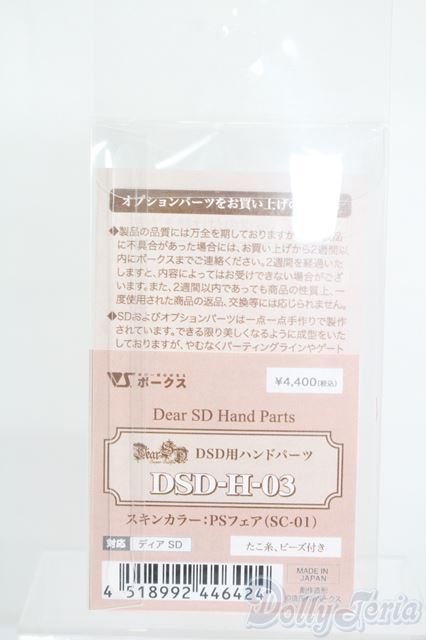 オプションパーツをお買い上げの
◆製品の品質には万全を期しておりますが
に不具合があった場合には、お買い上げから2週間以
内にボークスまでご連絡ください。2週間を経過いた
しますと、内容によってはお受けできない場合がござ
います。また、2週間以内であっても商品の性質上、一
度使用された商品の返品、交換等には応じられません。
◆SDおよびオプションパーツは一点一点手作りで製作
されています。できる限り美しくなるように成型をいた
しておりますが、やむなくパーティングラインやゲート
VS
ボークス
¥4,400(税込)
Dear SD Hand Parts
Dear SD
DSD用ハンドパーツ
DSD-H-03
スキンカラー:PSフェア(SC-01)
対応 ディア SD
たこ糸、ビーズ付き
MADE IN
JAPAN
創作造形
4 518992 446424
DollyTeria